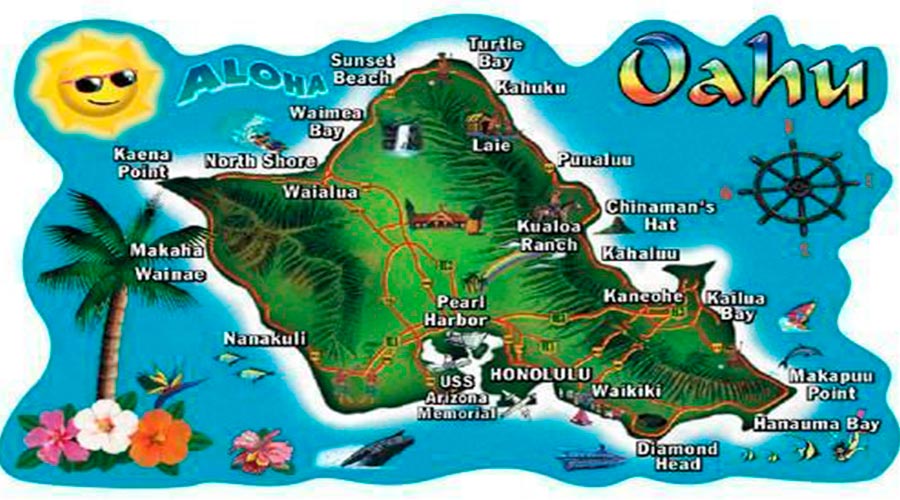 ALOHA
Oahu
Sunset
Beach
Turtle
Bay
Kahuku
Waimea
Bay
Laie
Kaena
Point
North Shore
Punaluu
Waialua
Chinaman's
Hat
Kualoa
Ranch
Makaha
Wainae
Kahaluu
Kaneohe
Kailua
Bay
Pearl
Harbor
Nanakuli
HONOLULU
USS
Arizona
Memorial
Waikiki
Makapuu
Point
Hanauma Bay
Diamond
Head